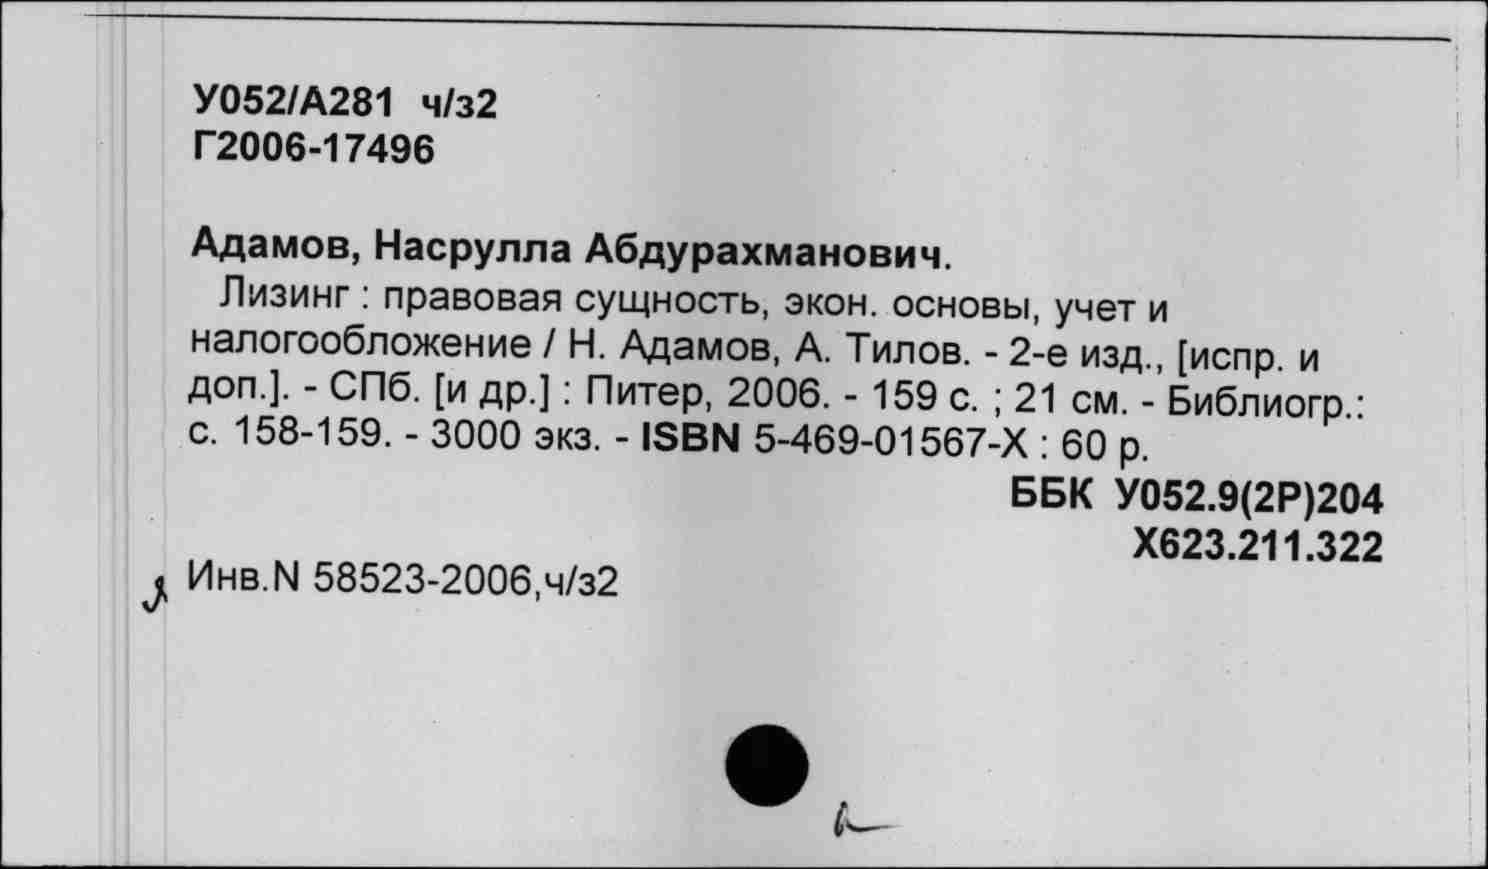 У052/А281 ч/з2
Г2006-17496
Адамов, Насрулла Абдурахманович.
Лизинг : правовая сущность, экон. основы, учет и
налогообложение / Н. Адамов, А. Тилов. - 2-е изд., [испр. и
доп.]. - СПб. [и др.] : Питер, 2006. - 159 с. ; 21 см. - Библиогр.:
с. 158-159. - 3000 экз. - ISBN 5-469-01567-X : 60 р.
ББК У052.9(2Р)204
Х623.211.322
Инв.N 58523-2006,ч/з2